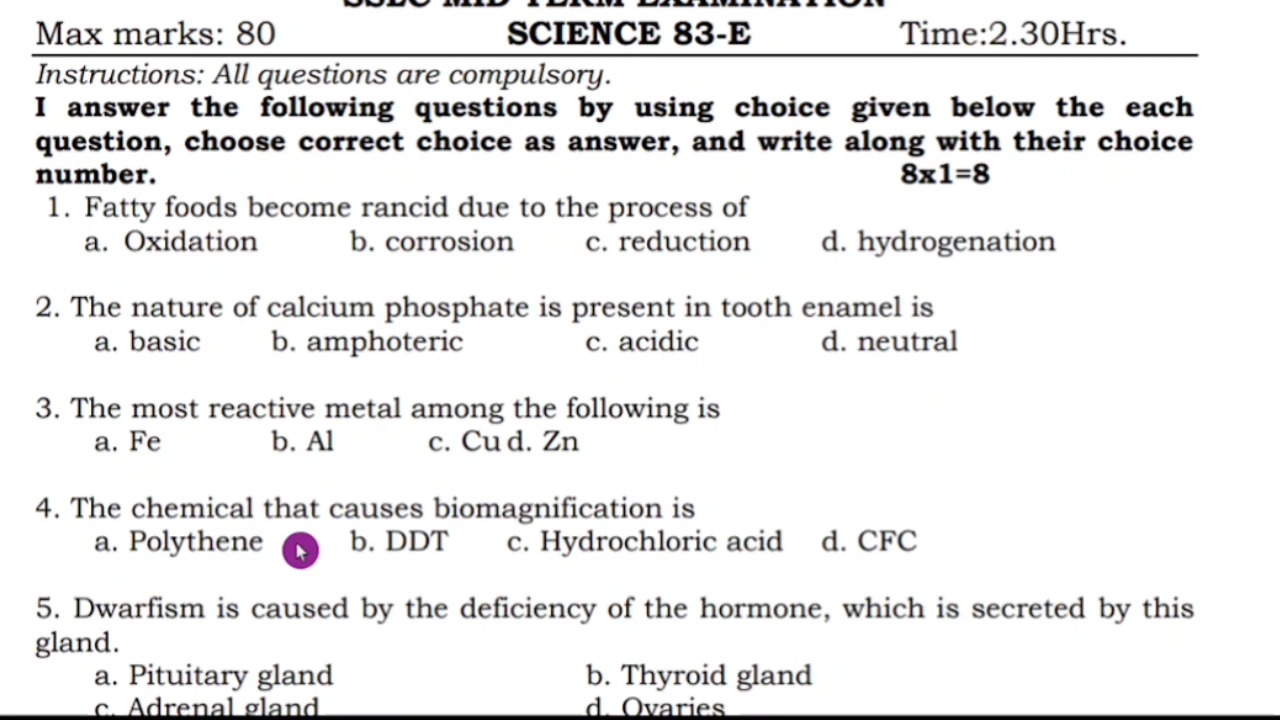 SSLC MID TERM EXAMINATION
Max marks: 80 SCIENCE 83-E Time:2.30Hrs.
Instructions: All questions are compulsory.
I answer the following questions by using choice given below the each
question, choose correct choice as answer, and write along with their choice
number. 8x1=8
1. Fatty foods become rancid due to the process of
a. Oxidation b. corrosion c. reduction d. hydrogenation
2. The nature of calcium phosphate is present in tooth enamel is
a. basic b. amphoteric c. acidic d. neutral
3. The most reactive metal among the following is
a. Fe b. Al c. Cu d. Zn
4. The chemical that causes biomagnification is
a. Polythene b. DDT c. Hydrochloric acid d. CFC
5. Dwarfism is caused by the deficiency of the hormone, which is secreted by this
gland.
a. Pituitary gland b. Thyroid gland
c. Adrenal gland d. Ovaries